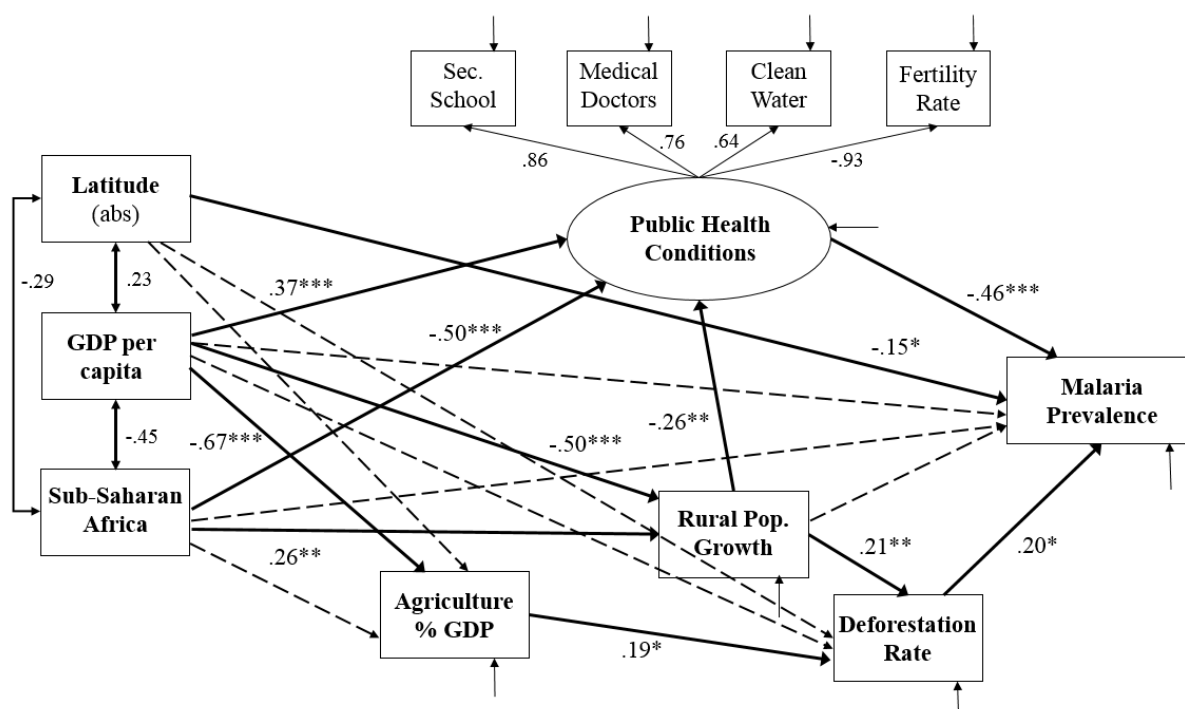 Sec.
School
Medical
Doctors
Clean
Water
Fertility
Rate
.86
.76
.64
-.93
Latitude
(abs)
Public Health
Conditions
-.29
.23
.37***
-.46***
GDP per
capita
-.50***
-.15*
Malaria
Prevalence
-.45
-.67***
-.50***
-.26**
Sub-Saharan
Africa
Rural Pop.
Growth
.26**
.21**
.20*
Agriculture
% GDP
.19*
Deforestation
Rate